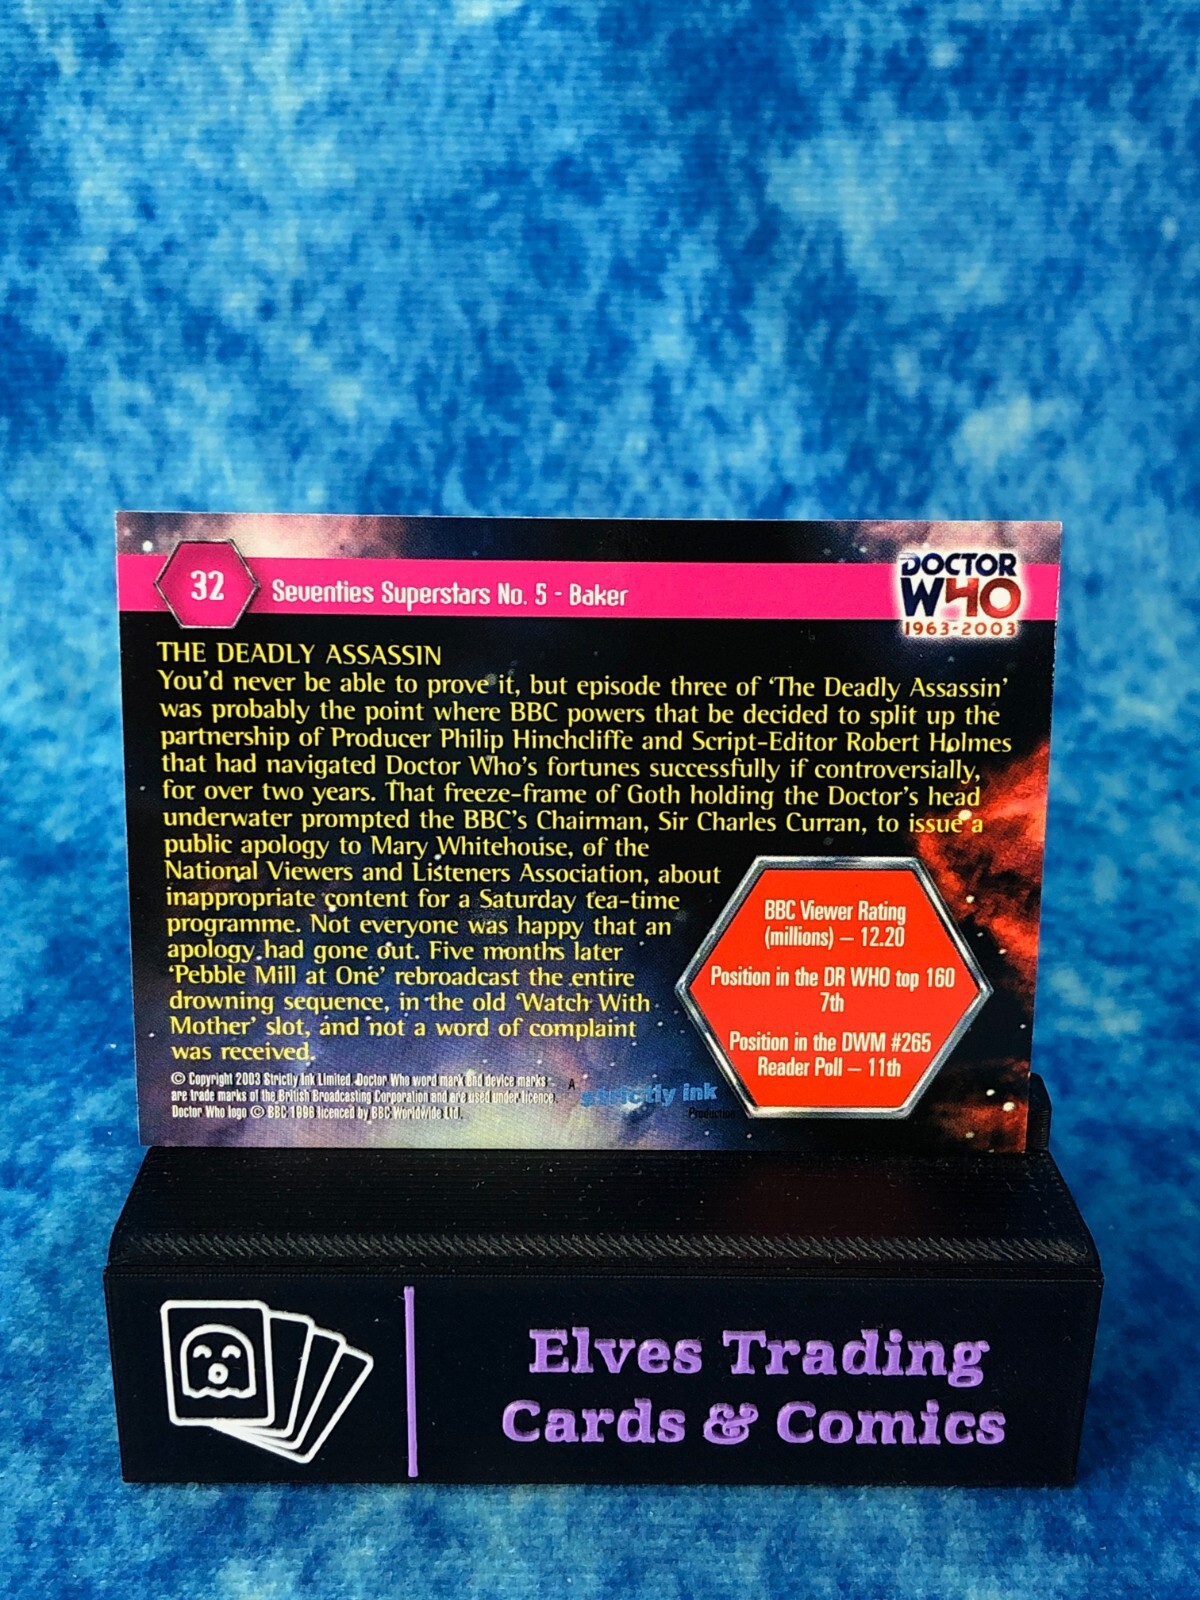 32
Seventies Superstars No. 5 - Baker
DOCTOR
WHO
1963-2003
THE DEADLY ASSASSIN
You'd never be able to prove it, but episode three of 'The Deadly Assassin'
was probably the point where BBC powers that be decided to split up the
partnership of Producer Philip Hinchcliffe and Script-Editor Robert Holmes
that had navigated Doctor Who's fortunes successfully if controversially,
for over two years. That freeze-frame of Goth holding the Doctor's head
underwater prompted the BBC's Chairman, Sir Charles Curran, to issue a
public apology to Mary Whitehouse, of the
National Viewers and Listeners Association, about
inappropriate content for a Saturday tea-time
programme. Not everyone was happy that an
apology had gone out. Five months later
'Pebble Mill at One' rebroadcast the entire
drowning sequence, in the old 'Watch With
Mother' slot, and not a word of complaint
was received.
BBC Viewer Rating
(millions) – 12.20
Position in the DR WHO top 160
7th
Position in the DWM #265
Reader Poll – 11th
© Copyright 2003 Strictly Ink Limited. Doctor Who word mark and device marks
are trade marks of the British Broadcasting Corporation and are used under licence.
Doctor Who logo © BBC 1996 licenced by BBC Worldwide Ltd.
A
strictly ink
Production
Elves Trading
Cards & Comics